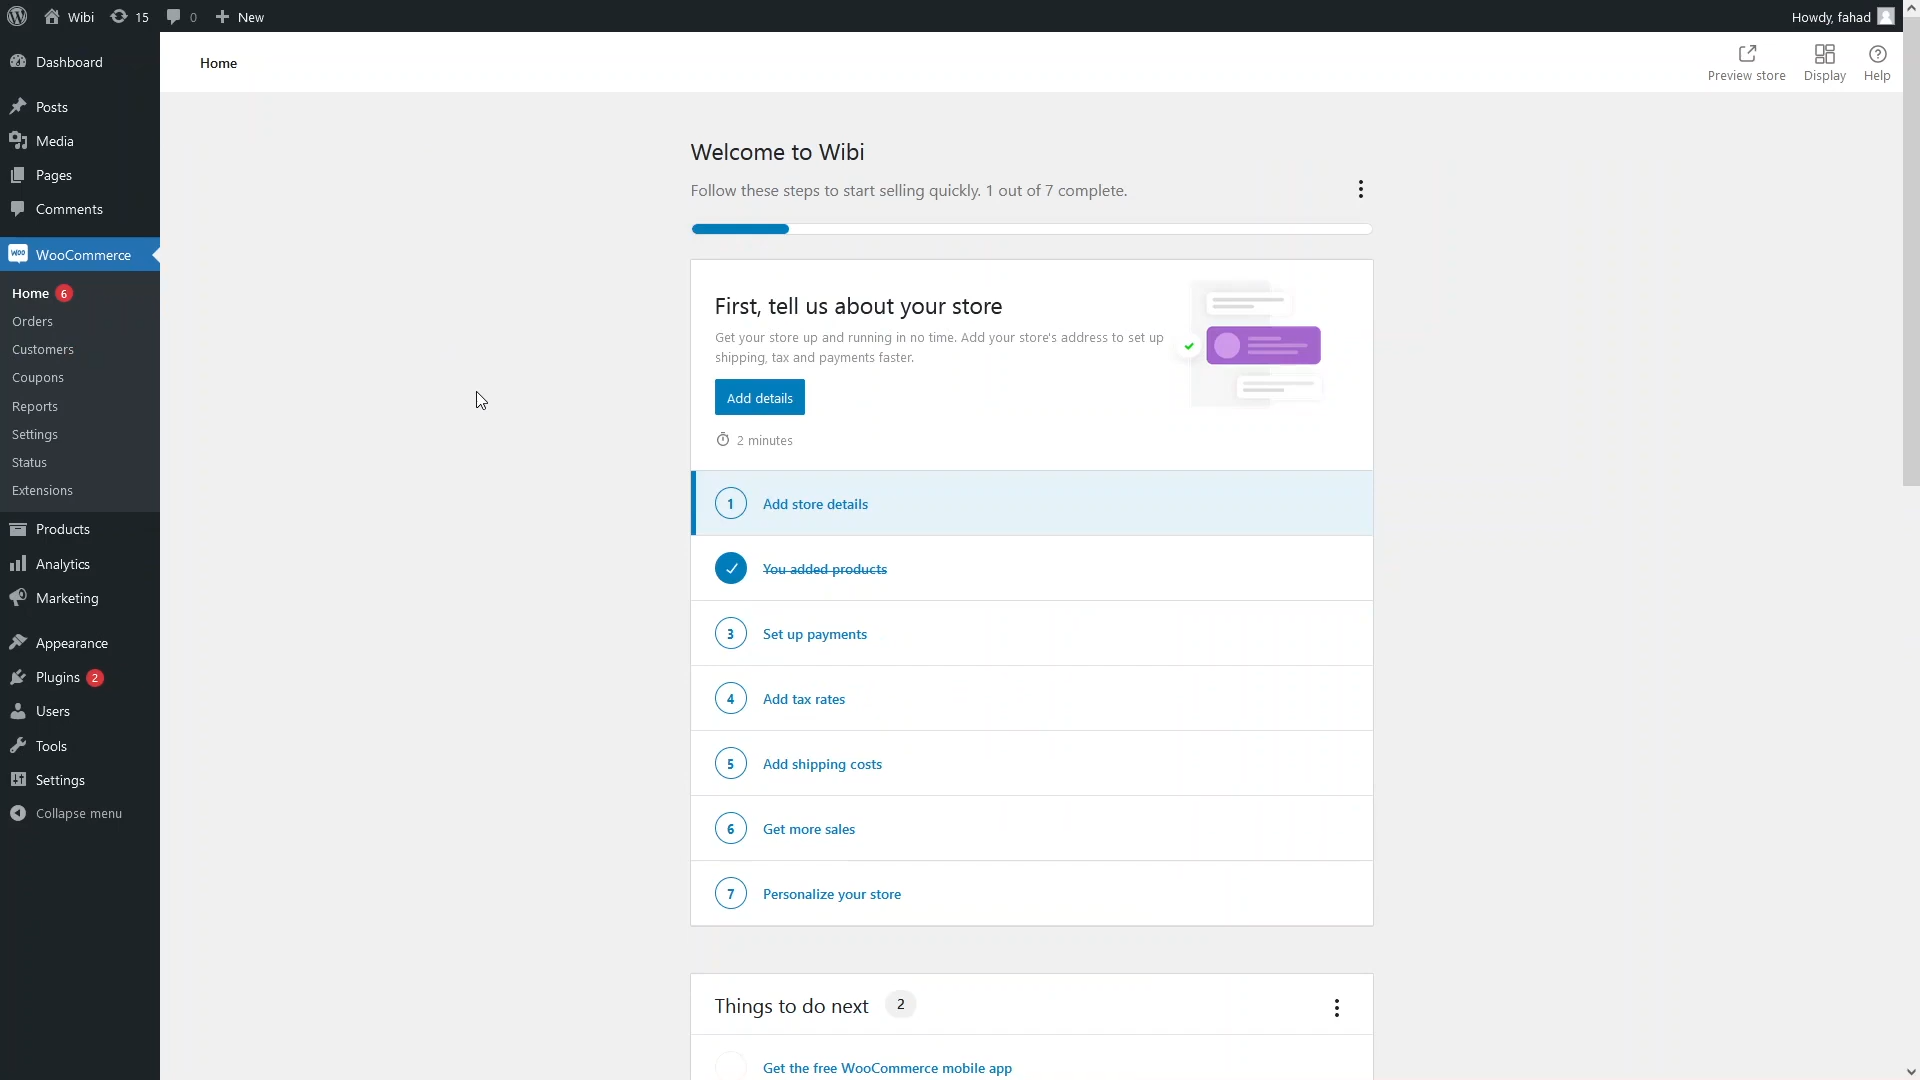 Wibi
15
0
New
Howdy, fahad
Dashboard
Posts
Media
Pages
Comments
WooCommerce
Home 6
Orders
Customers
Coupons
Reports
Settings
Status
Extensions
Products
Analytics
Marketing
Appearance
Plugins 2
Users
Tools
Settings
Collapse menu
Home
Preview store
Display
Help
Welcome to Wibi
Follow these steps to start selling quickly. 1 out of 7 complete.
First, tell us about your store
Get your store up and running in no time. Add your store's address to set up
shipping, tax and payments faster.
Add details
2 minutes
1 Add store details
You added products
3 Set up payments
4 Add tax rates
5 Add shipping costs
6 Get more sales
7 Personalize your store
Things to do next 2
Get the free WooCommerce mobile app